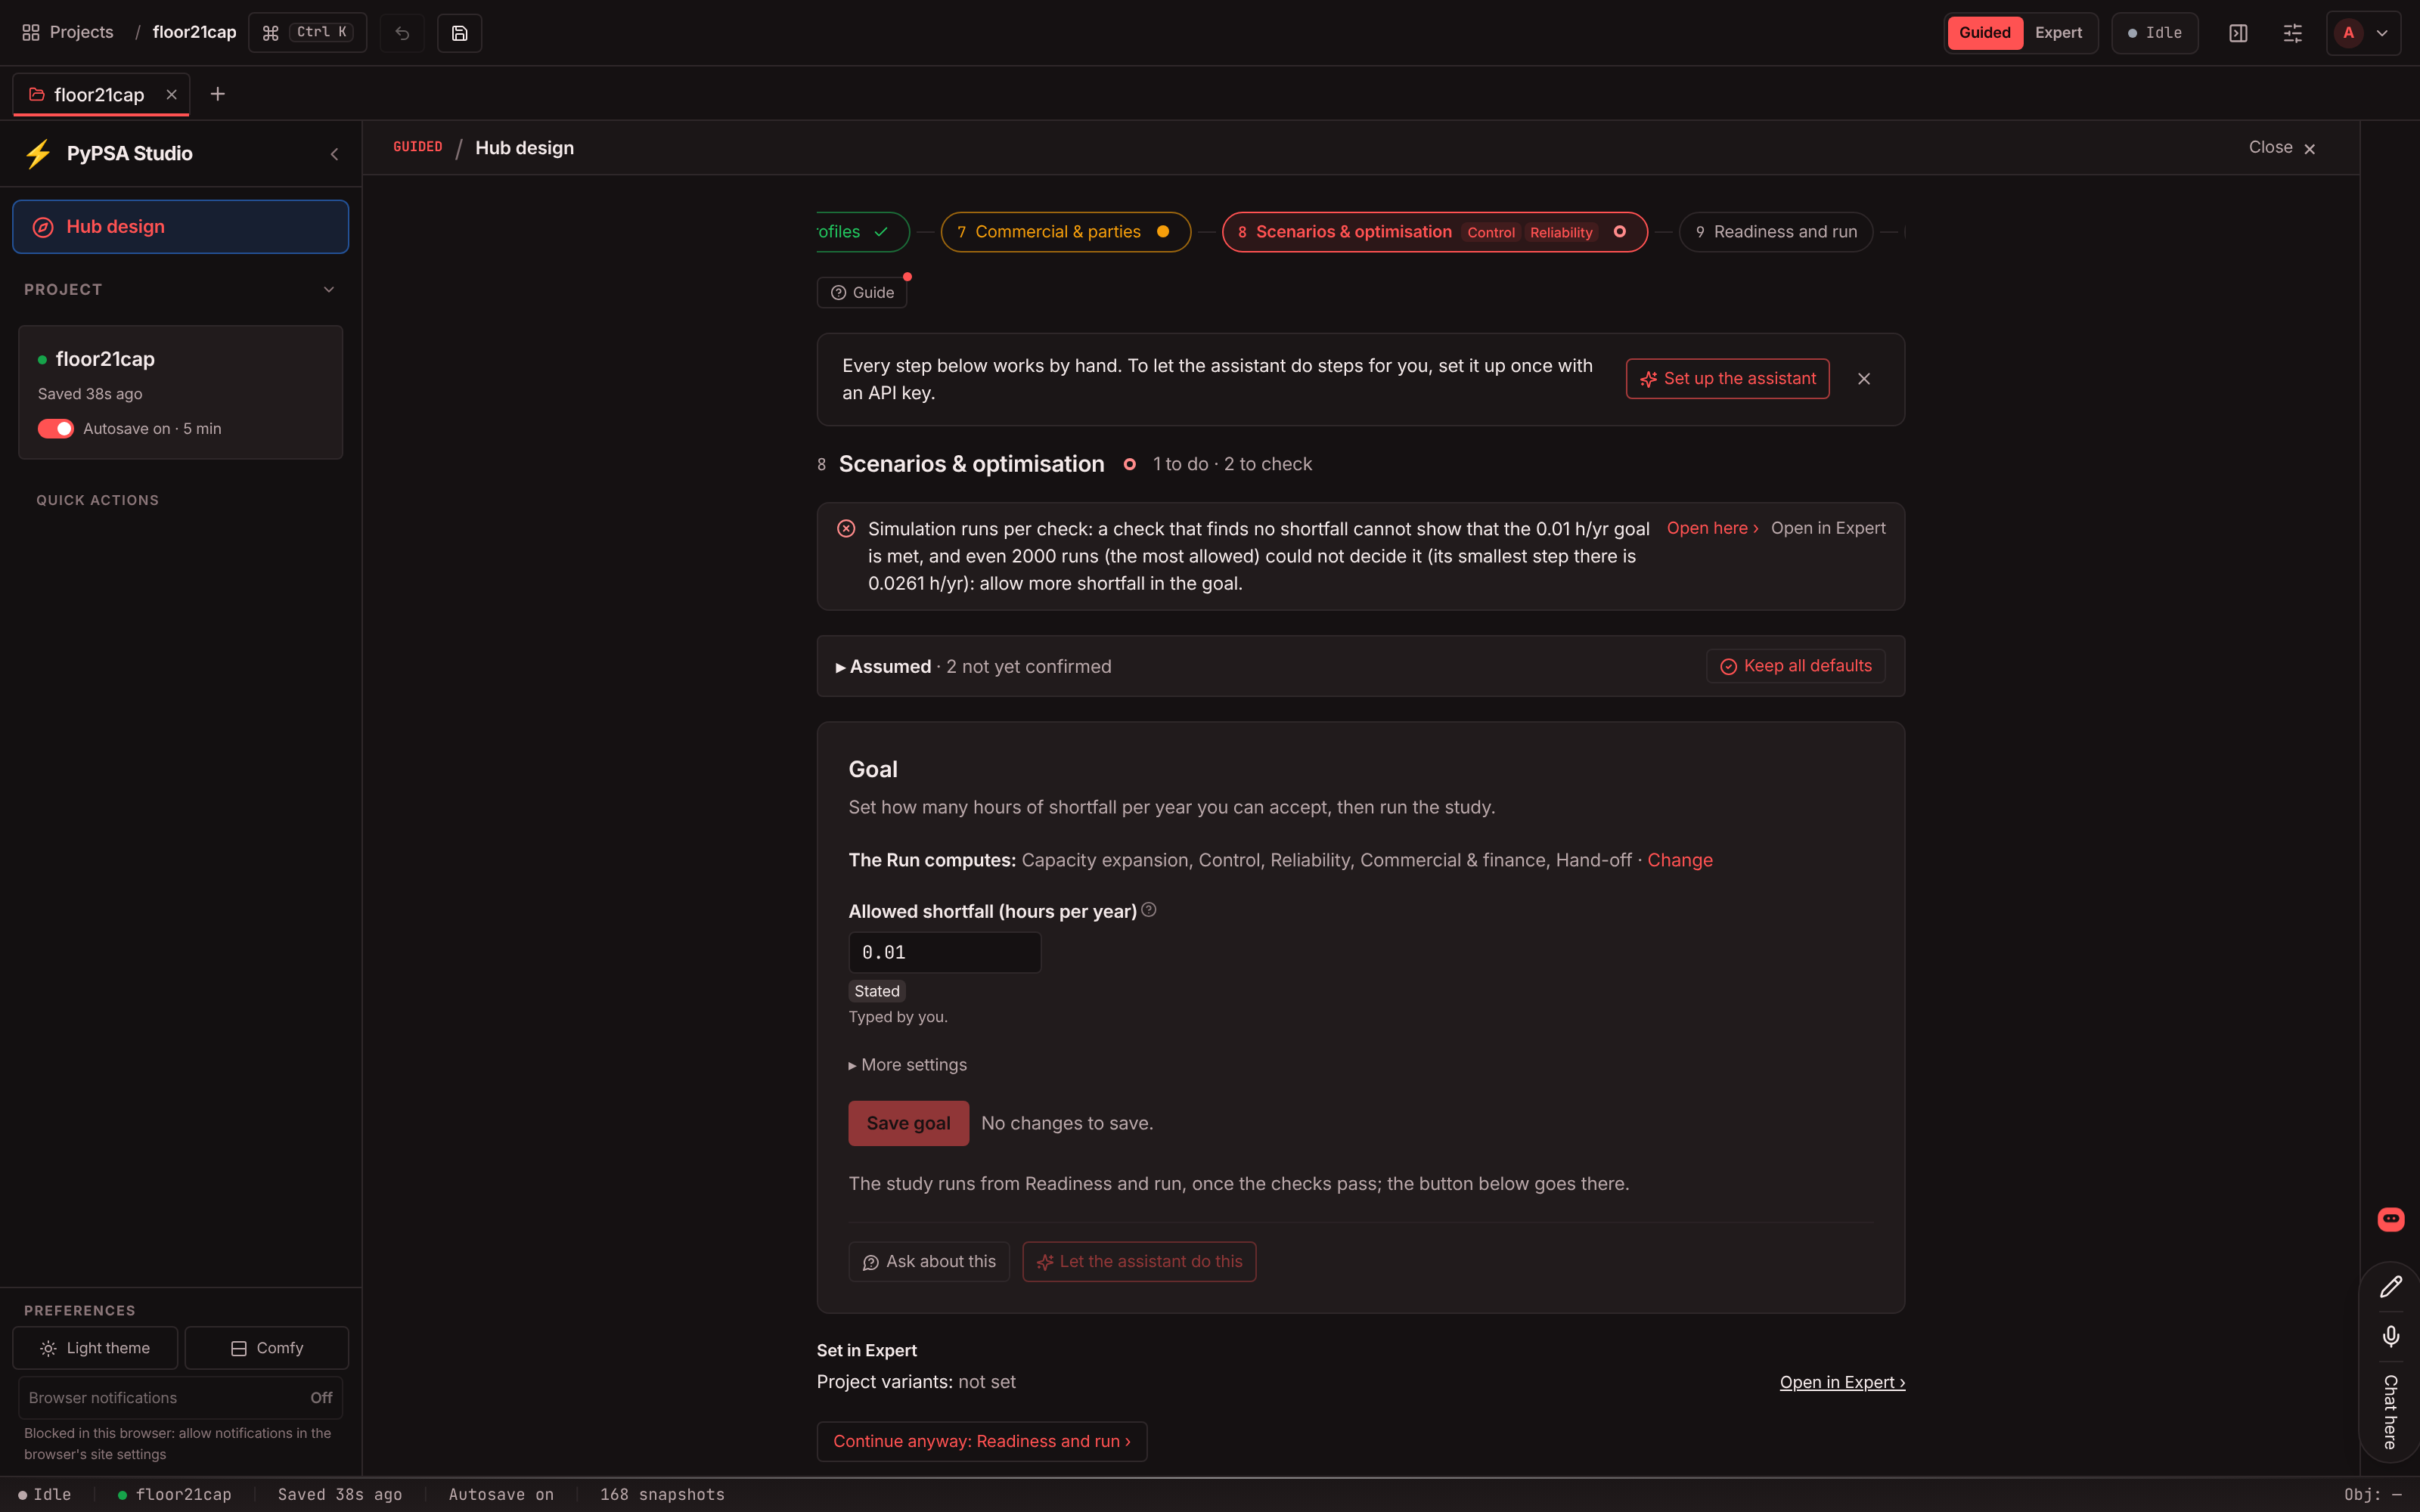 Projects / floor21cap Ctrl K
Guided Expert Idle A
floor21cap
PyPSA Studio
GUIDED / Hub design Close
Hub design
PROJECT
floor21cap
Saved 38s ago
Autosave on · 5 min
QUICK ACTIONS
ofiles 7 Commercial & parties 8 Scenarios & optimisation Control Reliability 9 Readiness and run
Guide
Every step below works by hand. To let the assistant do steps for you, set it up once with
an API key.
Set up the assistant
8 Scenarios & optimisation 1 to do · 2 to check
Simulation runs per check: a check that finds no shortfall cannot show that the 0.01 h/yr goal
is met, and even 2000 runs (the most allowed) could not decide it (its smallest step there is
0.0261 h/yr): allow more shortfall in the goal.
Open here › Open in Expert
▸ Assumed · 2 not yet confirmed Keep all defaults
Goal
Set how many hours of shortfall per year you can accept, then run the study.
The Run computes: Capacity expansion, Control, Reliability, Commercial & finance, Hand-off · Change
Allowed shortfall (hours per year)
0.01
Stated
Typed by you.
▸ More settings
Save goal No changes to save.
The study runs from Readiness and run, once the checks pass; the button below goes there.
Ask about this Let the assistant do this
Set in Expert
Project variants: not set Open in Expert ›
Continue anyway: Readiness and run ›
PREFERENCES
Light theme Comfy
Browser notifications Off
Blocked in this browser: allow notifications in the
browser's site settings
Chat here
Idle floor21cap Saved 38s ago Autosave on 168 snapshots Obj: —